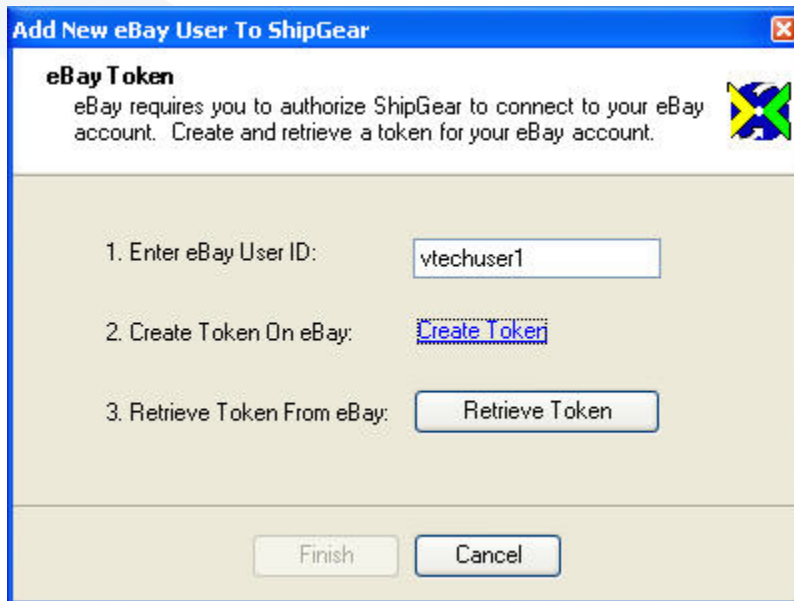 Add New eBay User To ShipGear
eBay Token
eBay requires you to authorize ShipGear to connect to your eBay
account. Create and retrieve a token for your eBay account.
1. Enter eBay User ID: vtechuser1
2. Create Token On eBay: Create Token
3. Retrieve Token From eBay: Retrieve Token
Finish Cancel